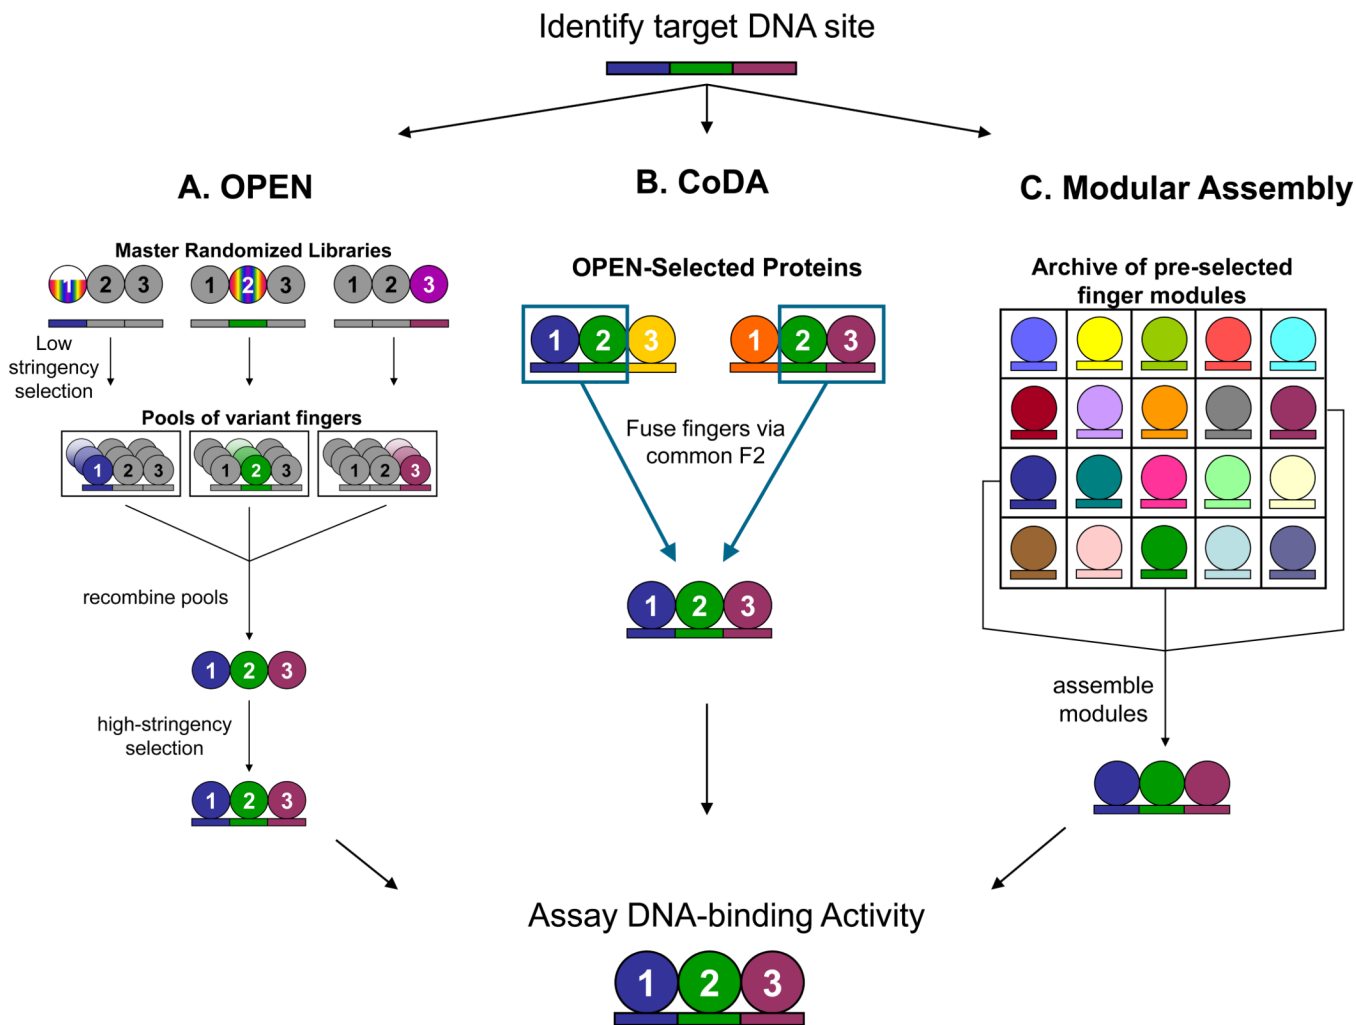 Identify target DNA site
A. OPEN
B. CoDA
C. Modular Assembly
Master Randomized Libraries
1 2 3
1 2 3
1 2 3
Low
stringency
selection
Pools of variant fingers
1 2 3
1 2 3
1 2 3
recombine pools
1 2 3
high-stringency
selection
1 2 3
OPEN-Selected Proteins
1 2 3
1 2 3
Fuse fingers via
common F2
1 2 3
Archive of pre-selected
finger modules
assemble
modules
Assay DNA-binding Activity
1 2 3